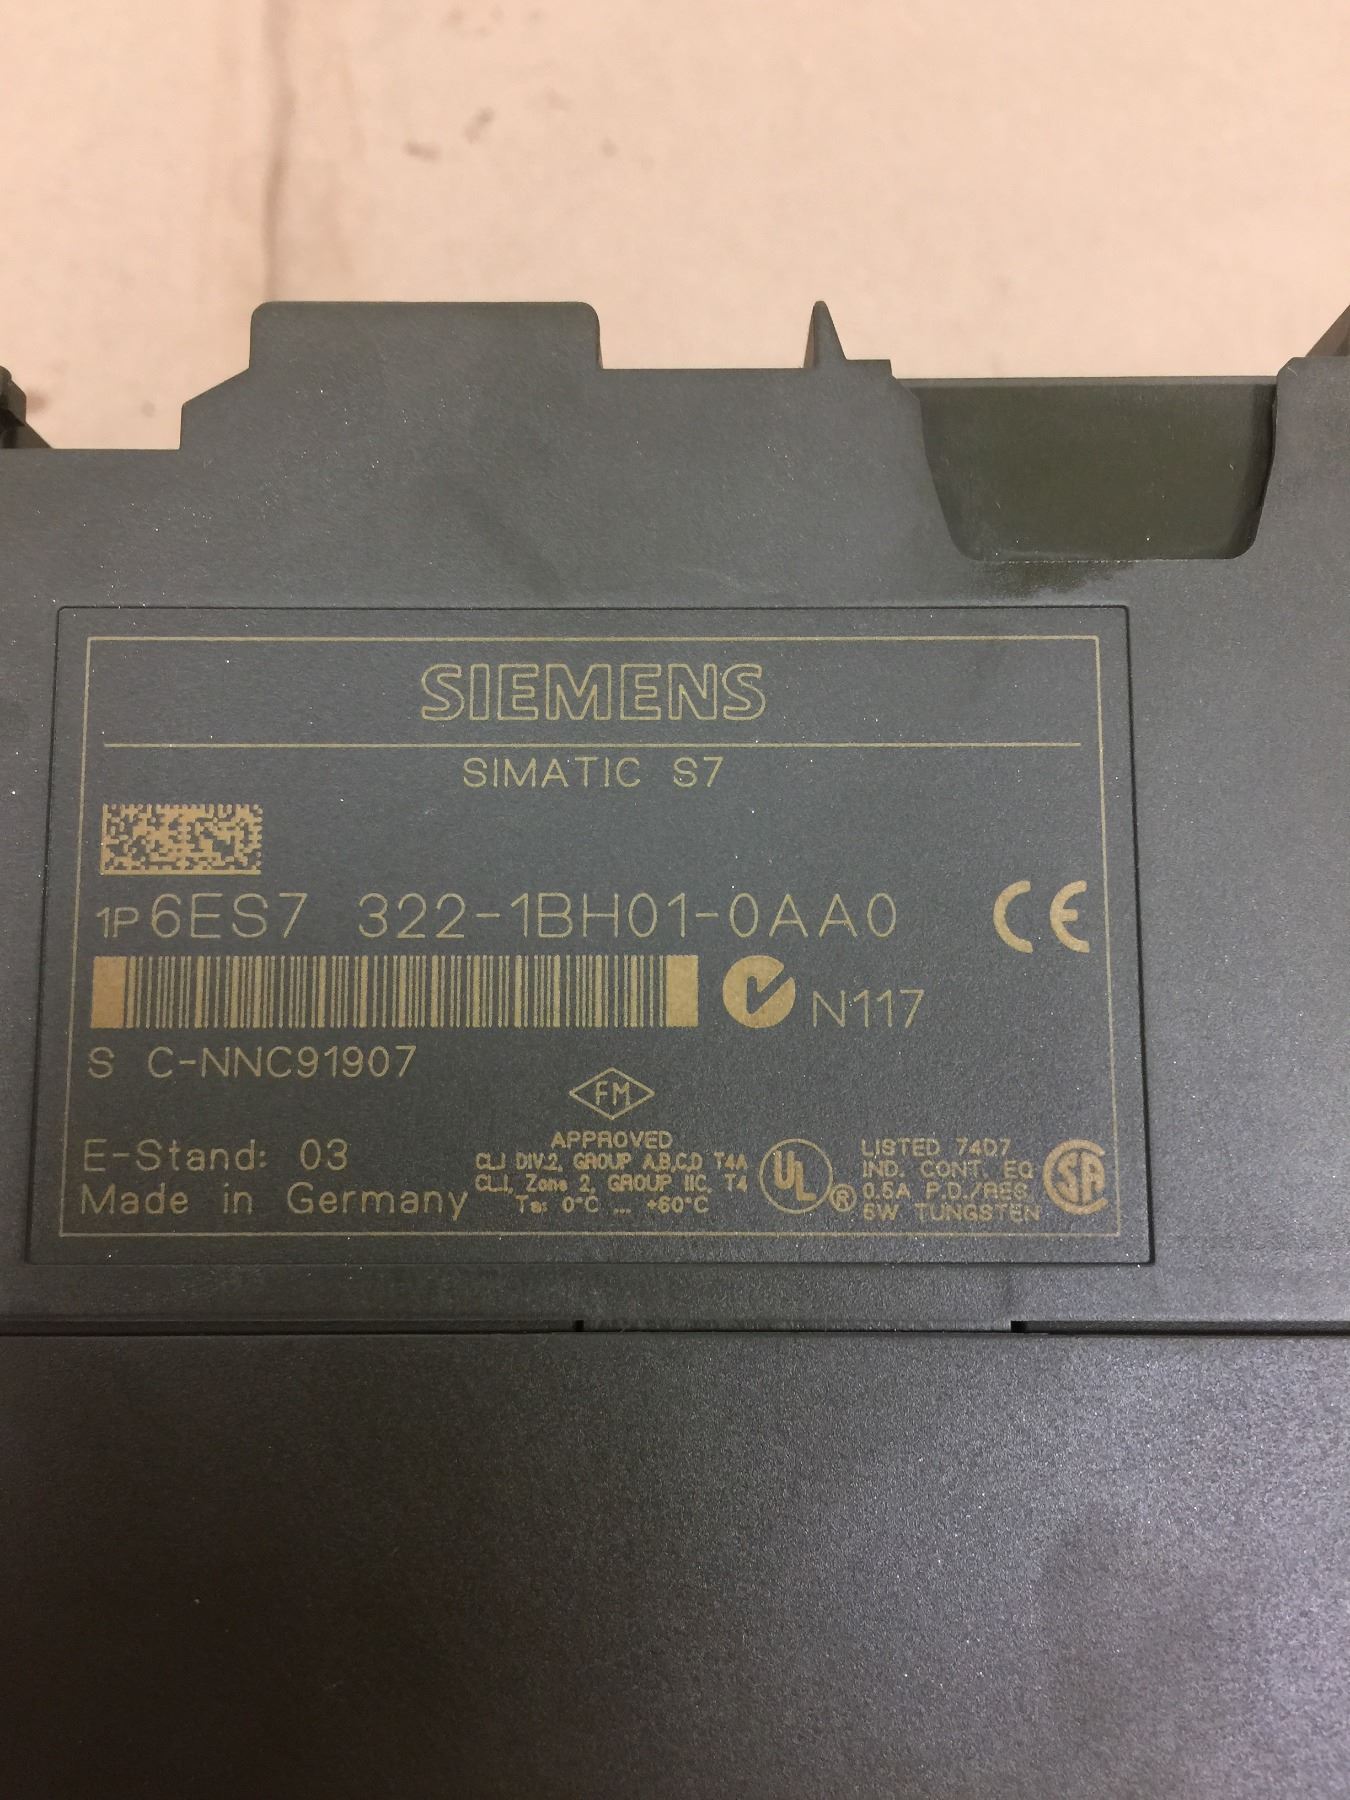 SIEMENS
SIMATIC S7
1P 6ES7 322-1BH01-0AA0
CE
N117
S C-NNC91907
FM
APPROVED
CL.I, DIV.2, GROUP A,B,C,D T4A
CL.I, Zone 2, GROUP IIC, T4
Ta: 0°C ... +60°C
E-Stand: 03
Made in Germany
UL ®
LISTED 74D7
IND. CONT. EQ
0.5A P.D./RES.
5W TUNGSTEN
SA